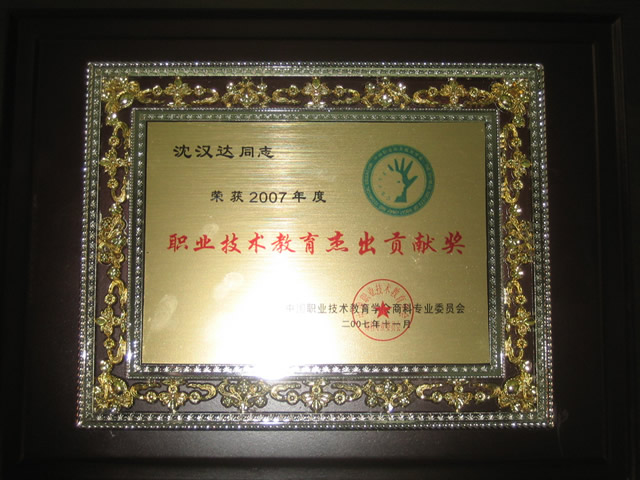 沈汉达同志
荣获2007年度
职业技术教育杰出贡献奖
中国职业技术教育学会商科专业委员会
二00七年十一月